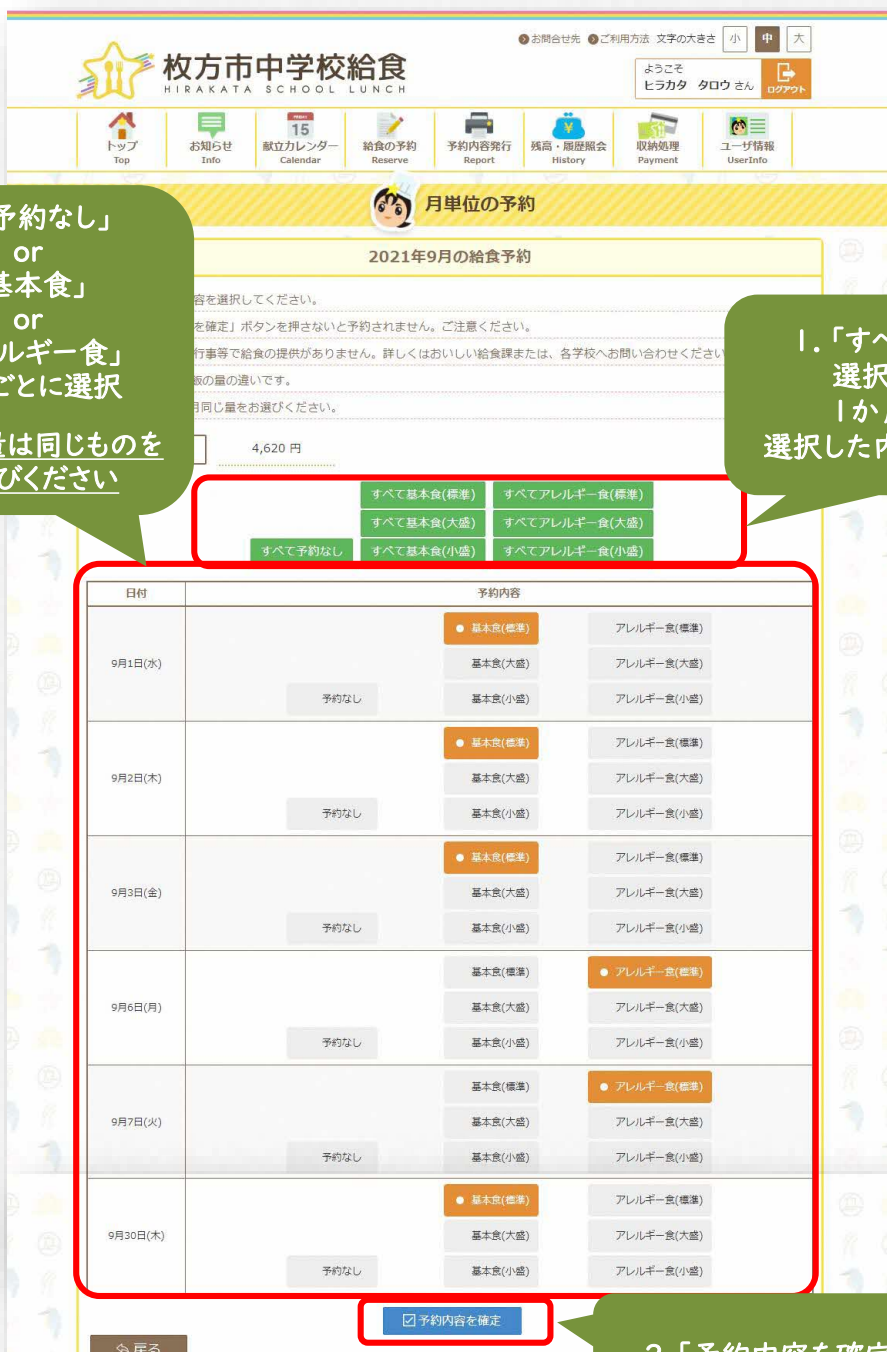 お問合せ先 ご利用方法 文字の大きさ 小 中 大
枚方市中学校給食
HIRAKATA SCHOOL LUNCH
ようこそ
ヒラカタ タロウ さん
ログアウト
トップ お知らせ 献立カレンダー 給食の予約 予約内容発行 残高・履歴照会 収納処理 ユーザ情報
Top Info Calendar Reserve Report History Payment UserInfo
月単位の予約
予約なし」
or
基本食」
or
ルギー食」
ごとに選択
量は同じものを
びください
2021年9月の給食予約
容を選択してください。
を確定」ボタンを押さないと予約されません。ご注意ください。
行事等で給食の提供がありません。詳しくはおいしい給食課または、各学校へお問い合わせくださ
飯の量の違いです。
月同じ量をお選びください。
4,620 円
1.「すべ
選択
1か
選択した内
すべて基本食(標準) すべてアレルギー食(標準)
すべて基本食(大盛) すべてアレルギー食(大盛)
すべて予約なし すべて基本食(小盛) すべてアレルギー食(小盛)
日付 予約内容
9月1日(水)
基本食(標準) アレルギー食(標準)
基本食(大盛) アレルギー食(大盛)
予約なし 基本食(小盛) アレルギー食(小盛)
9月2日(木)
基本食(標準) アレルギー食(標準)
基本食(大盛) アレルギー食(大盛)
予約なし 基本食(小盛) アレルギー食(小盛)
9月3日(金)
基本食(標準) アレルギー食(標準)
基本食(大盛) アレルギー食(大盛)
予約なし 基本食(小盛) アレルギー食(小盛)
9月6日(月)
基本食(標準) アレルギー食(標準)
基本食(大盛) アレルギー食(大盛)
予約なし 基本食(小盛) アレルギー食(小盛)
9月7日(火)
基本食(標準) アレルギー食(標準)
基本食(大盛) アレルギー食(大盛)
予約なし 基本食(小盛) アレルギー食(小盛)
9月30日(木)
基本食(標準) アレルギー食(標準)
基本食(大盛) アレルギー食(大盛)
予約なし 基本食(小盛) アレルギー食(小盛)
予約内容を確定
戻る